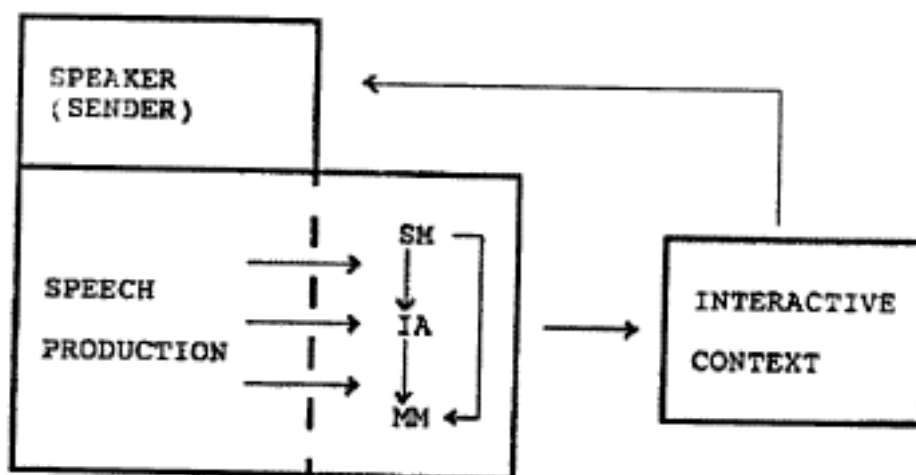 SPEAKER
(SENDER)
SPEECH
PRODUCTION
SM
IA
MM
INTERACTIVE
CONTEXT